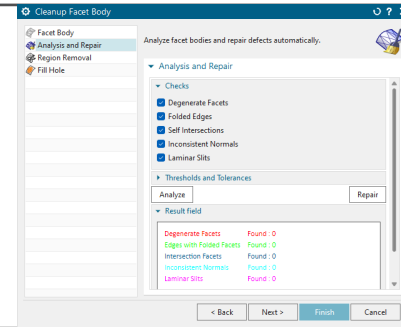 Cleanup Facet Body
Facet Body
Analysis and Repair
Region Removal
Fill Hole
Analyze facet bodies and repair defects automatically.
Analysis and Repair
Checks
Degenerate Facets
Folded Edges
Self Intersections
Inconsistent Normals
Laminar Slits
Thresholds and Tolerances
Analyze Repair
Result field
Degenerate Facets Found : 0
Edges with Folded Facets Found : 0
Intersection Facets Found : 0
Inconsistent Normals Found : 0
Laminar Slits Found : 0
< Back Next > Finish Cancel